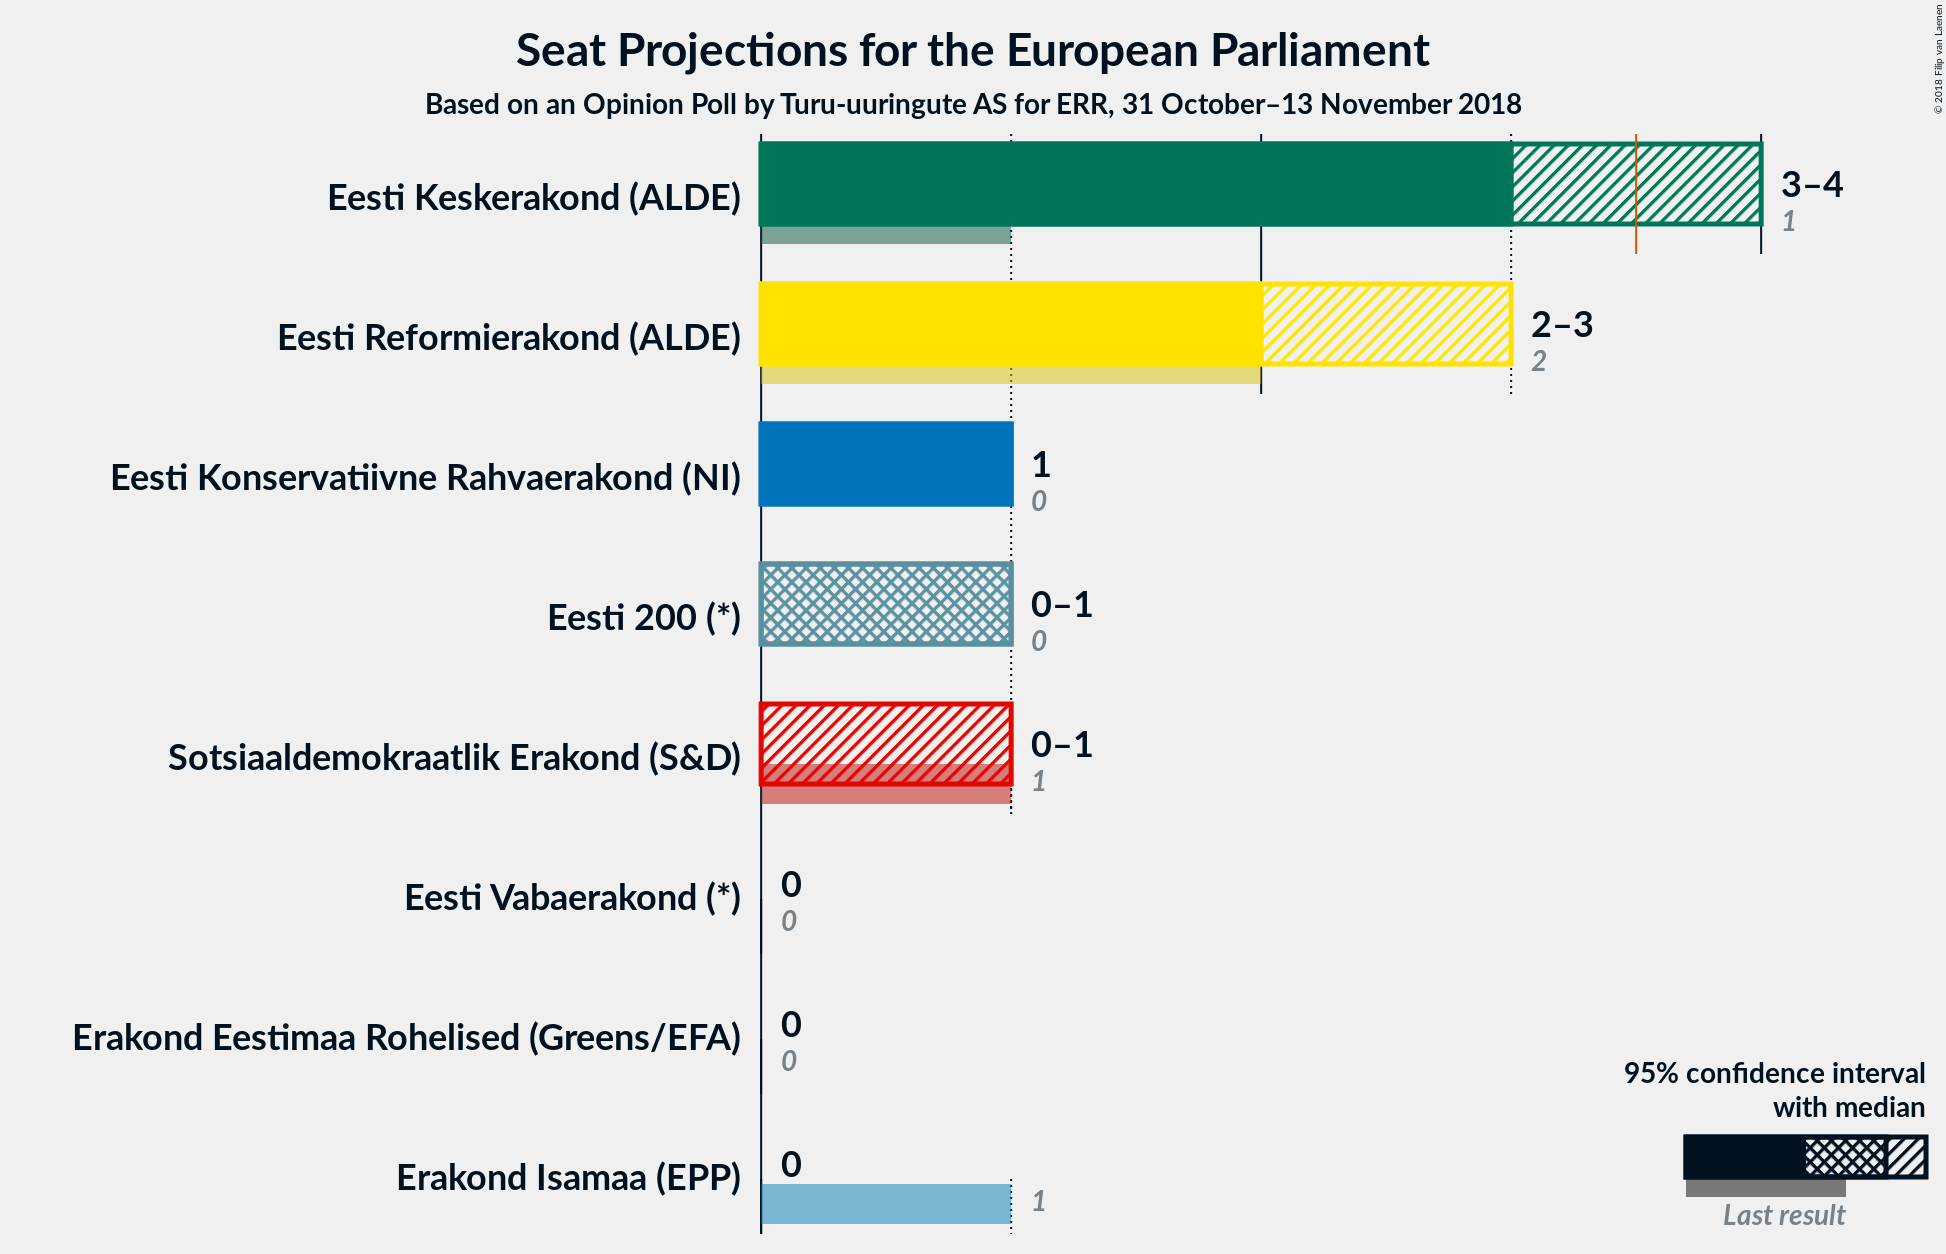 Seat Projections for the European Parliament
Based on an Opinion Poll by Turu-uuringute AS for ERR, 31 October–13 November 2018
© 2018 Filip van Laenen
Eesti Keskerakond (ALDE)
3–4
1
Eesti Reformierakond (ALDE)
2–3
2
Eesti Konservatiivne Rahvaerakond (NI)
1
0
Eesti 200 (*)
0–1
0
Sotsiaaldemokraatlik Erakond (S&D)
0–1
1
Eesti Vabaerakond (*)
0
0
Erakond Eestimaa Rohelised (Greens/EFA)
0
0
Erakond Isamaa (EPP)
0
1
95% confidence interval
with median
Last result